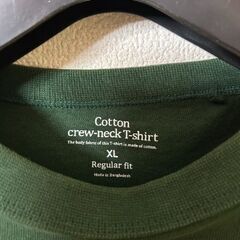 Cotton
crew-neck T-shirt
The body fabric of this T-shirt is made of cotton.
XL
Regular fit
Made in Bangladesh